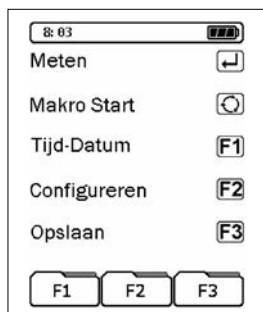 8:03
Meten
Makro Start
Tijd-Datum F1
Configureren F2
Opslaan F3
F1 F2 F3